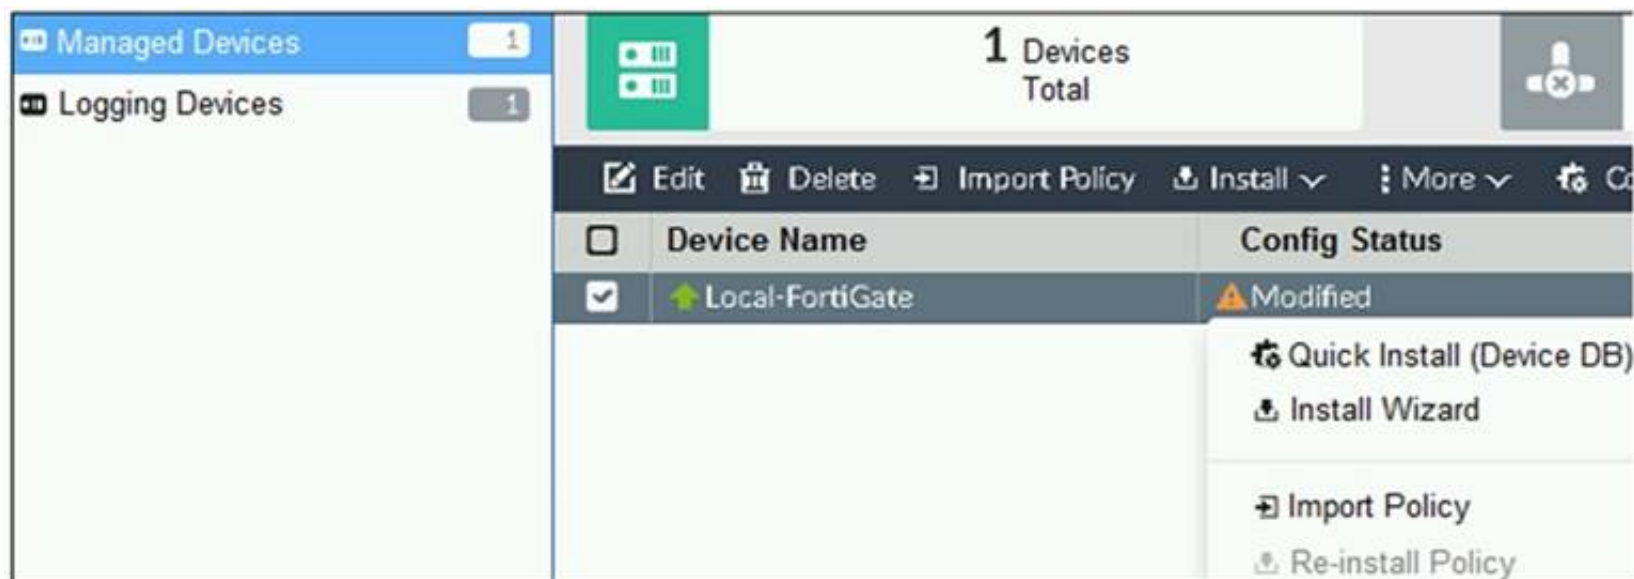 Managed Devices 1
Logging Devices 1
1 Devices
Total
Edit Delete Import Policy Install More
Device Name Config Status
Local-FortiGate Modified
Quick Install (Device DB)
Install Wizard
Import Policy
Re-install Policy